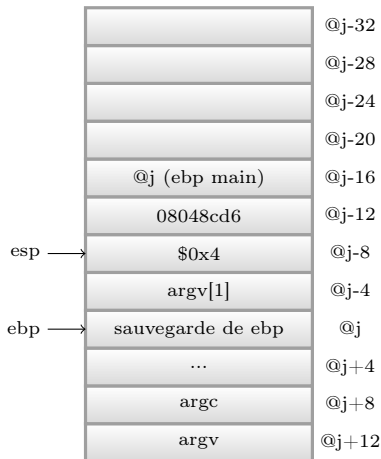 @j-32
@j-28
@j-24
@j-20
@j (ebp main) @j-16
08048cd6 @j-12
esp $0x4 @j-8
argv[1] @j-4
ebp sauvegarde de ebp @j
... @j+4
argc @j+8
argv @j+12